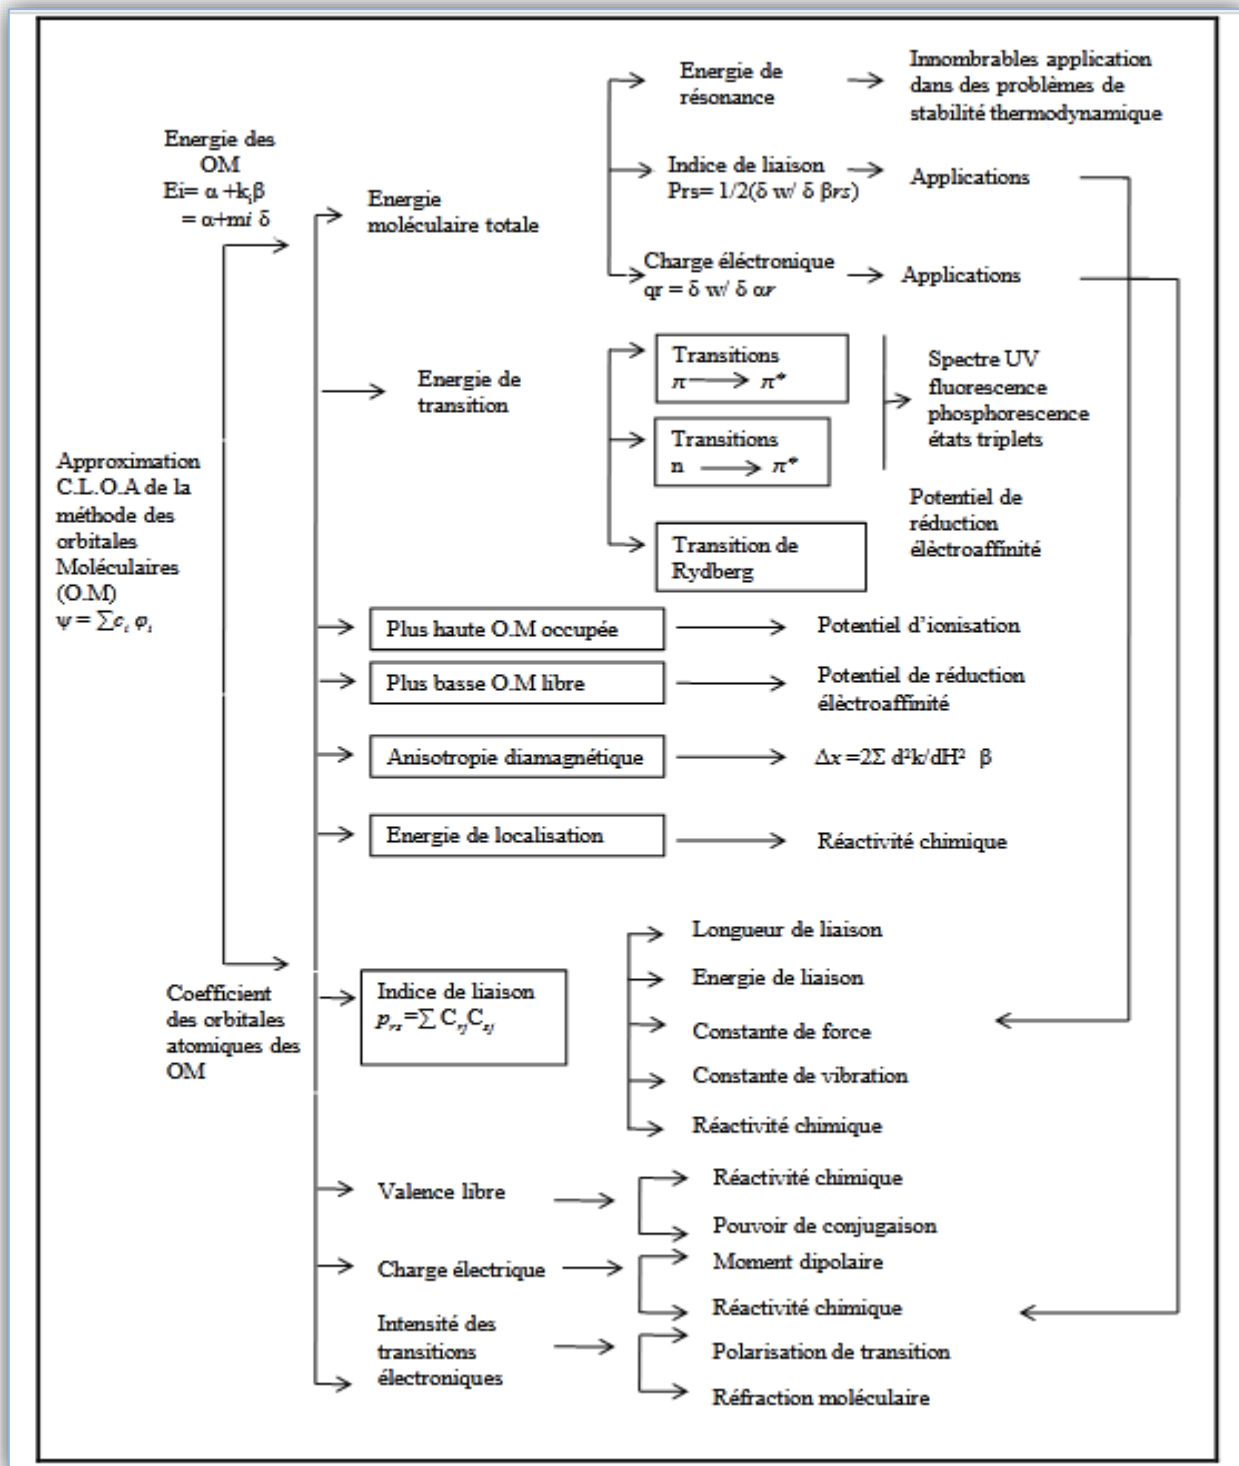 Approximation
C.L.O.A de la
méthode des
orbitales
Moléculaires
(O.M)
ψ = ∑cᵢ φᵢ
Energie des
OM
Ei= α +kᵢβ
= α+mi δ
Energie
moléculaire totale
Energie de
résonance
Innombrables application
dans des problèmes de
stabilité thermodynamique
Indice de liaison
Prs= 1/2(δ w/ δ βrs)
Applications
Charge éléctronique
qr = δ w/ δ αr
Applications
Energie de
transition
Transitions
π → π*
Transitions
n → π*
Transition de
Rydberg
Spectre UV
fluorescence
phosphorescence
états triplets
Potentiel de
réduction
élèctroaffinité
Plus haute O.M occupée
Potentiel d’ionisation
Plus basse O.M libre
Potentiel de réduction
élèctroaffinité
Anisotropie diamagnétique
Δx =2Σ d²k/dH² β
Energie de localisation
Réactivité chimique
Coefficient
des orbitales
atomiques des
OM
Indice de liaison
pᵣₛ=∑ CᵣⱼCₛⱼ
Longueur de liaison
Energie de liaison
Constante de force
Constante de vibration
Réactivité chimique
Valence libre
Réactivité chimique
Pouvoir de conjugaison
Charge électrique
Moment dipolaire
Réactivité chimique
Intensité des
transitions
électroniques
Polarisation de transition
Réfraction moléculaire